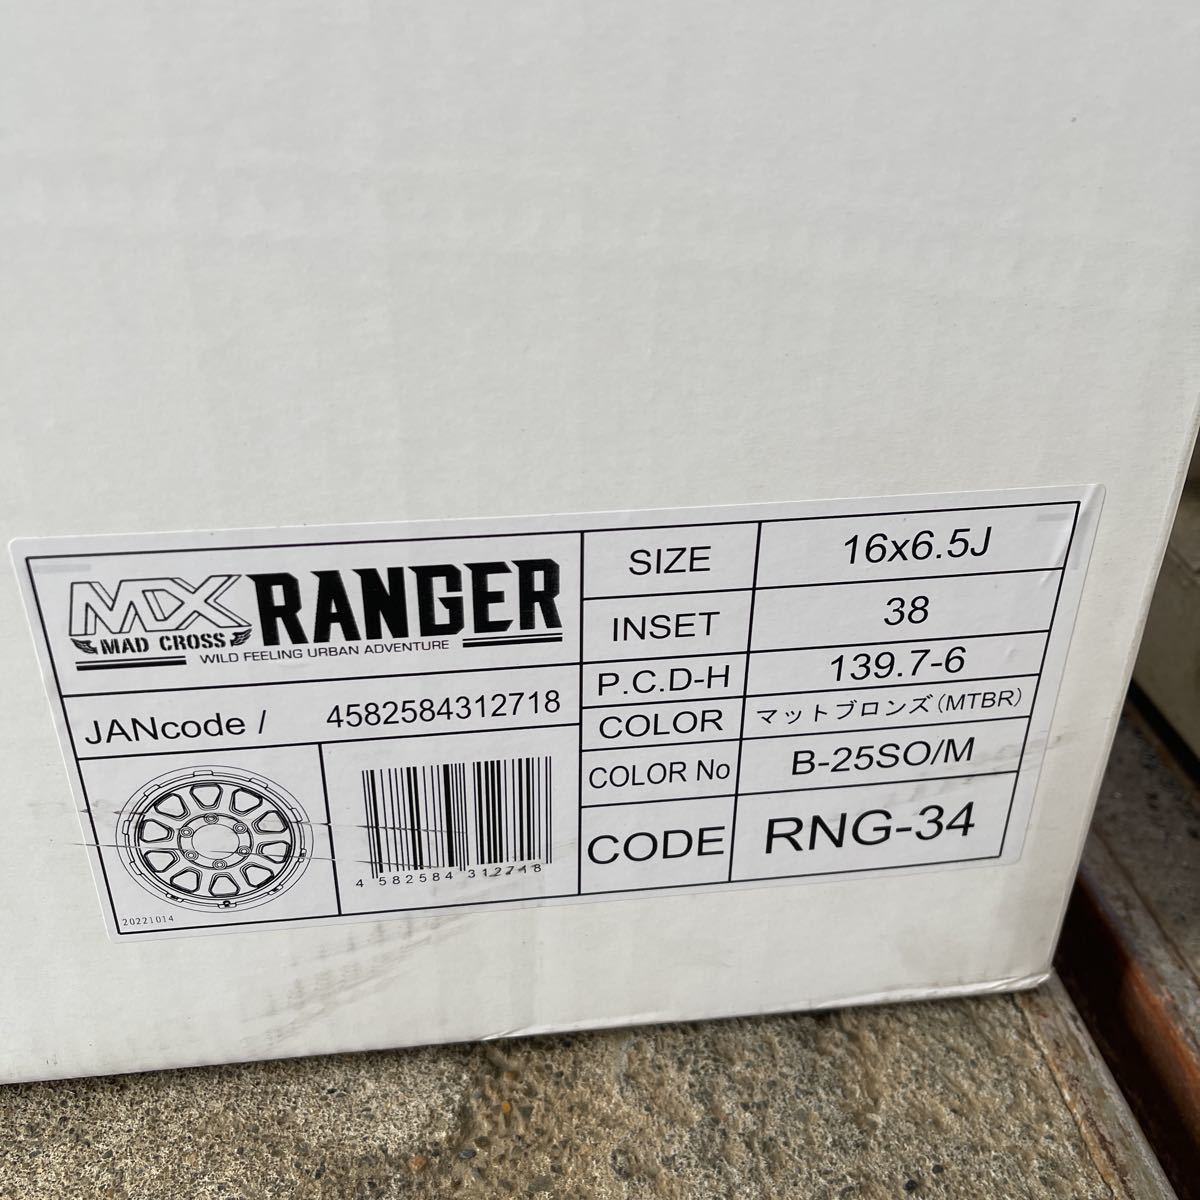 MX RANGER
MAD CROSS
WILD FEELING URBAN ADVENTURE
JANcode / 4582584312718
4 582584 312718
20221014
SIZE 16x6.5J
INSET 38
P.C.D-H 139.7-6
COLOR マットブロンズ(MTBR)
COLOR No B-25SO/M
CODE RNG-34